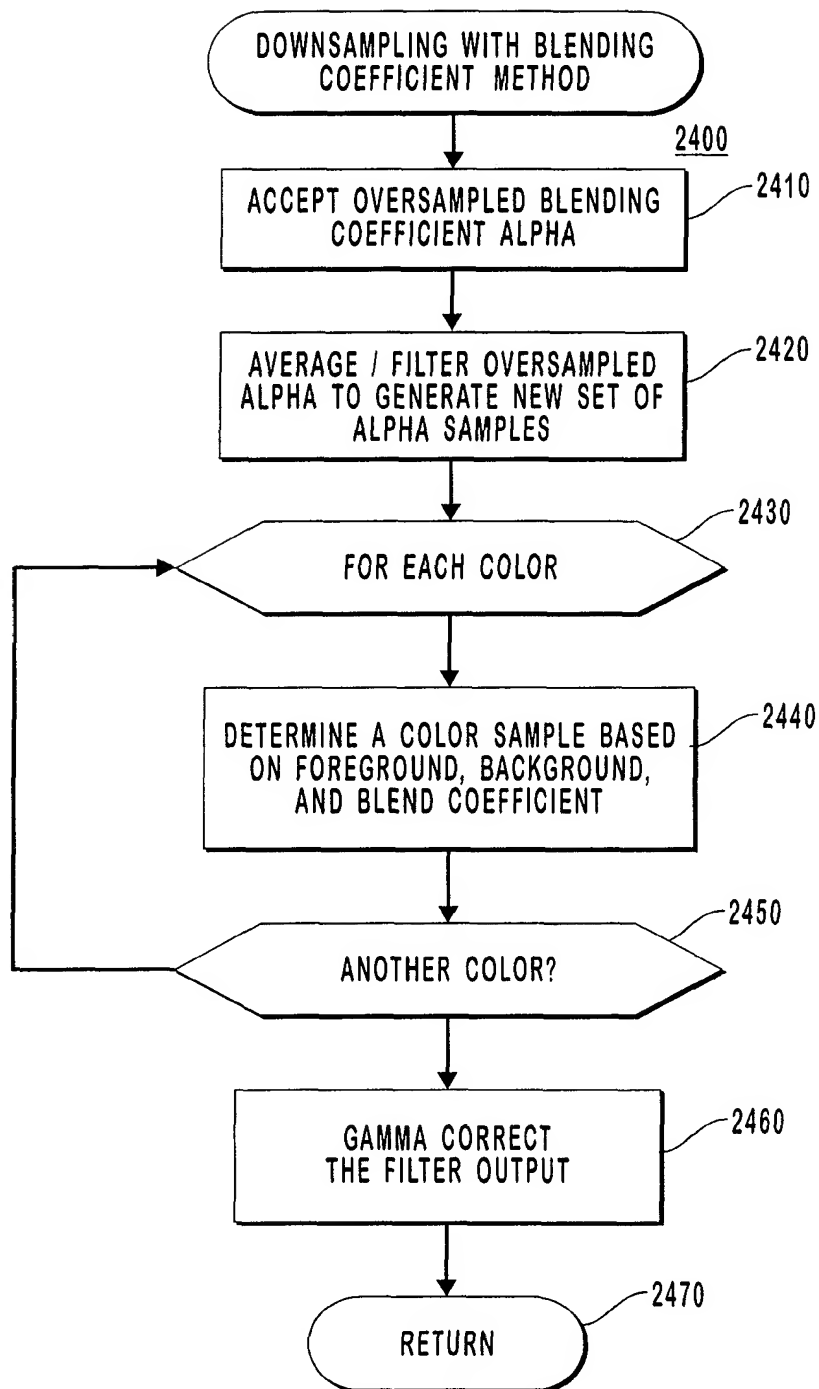 DOWNSAMPLING WITH BLENDING
COEFFICIENT METHOD
2400
2410
ACCEPT OVERSAMPLED BLENDING
COEFFICIENT ALPHA
2420
AVERAGE / FILTER OVERSAMPLED
ALPHA TO GENERATE NEW SET OF
ALPHA SAMPLES
2430
FOR EACH COLOR
2440
DETERMINE A COLOR SAMPLE BASED
ON FOREGROUND, BACKGROUND,
AND BLEND COEFFICIENT
2450
ANOTHER COLOR?
2460
GAMMA CORRECT
THE FILTER OUTPUT
2470
RETURN